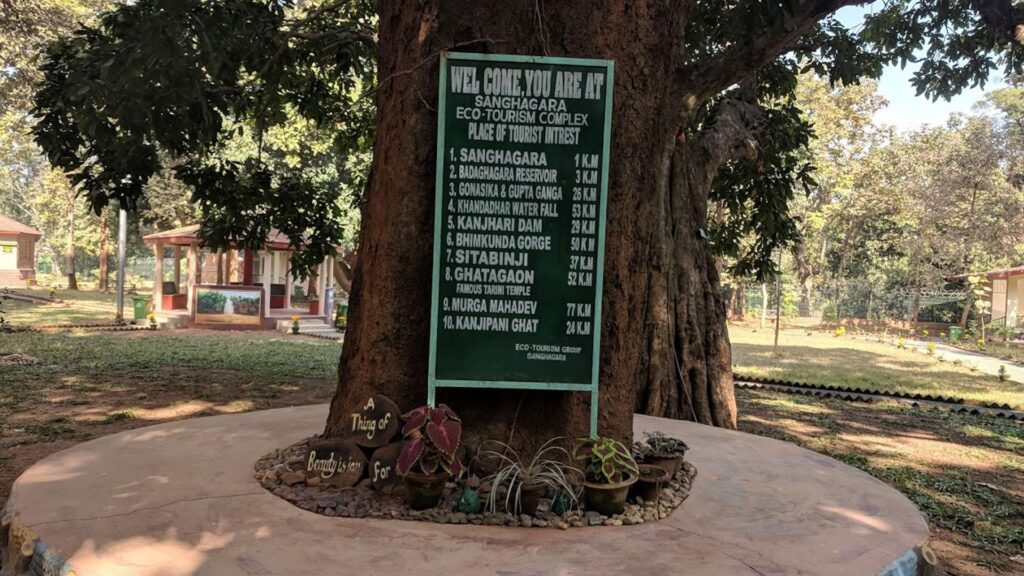 WEL COME,YOU ARE AT
SANGHAGARA
ECO-TOURISM COMPLEX
PLACE OF TOURIST INTREST
1. SANGHAGARA 1 K.M
2. BADAGHAGARA RESERVOIR 3 K.M
3. GONASIKA & GUPTA GANGA 26 K.M
4. KHANDADHAR WATER FALL 53 K.M
5. KANJHARI DAM 29 K.M
6. BHIMKUNDA GORGE 50 K M
7. SITABINJI 37 K.M
8. GHATAGAON 52 K.M
FAMOUS TARINI TEMPLE
9. MURGA MAHADEV 77 K.M
10. KANJIPANI GHAT 24 K.M
ECO-TOURISM GROUP
SANGHAGARA
A
Thing of
Beauty is
For